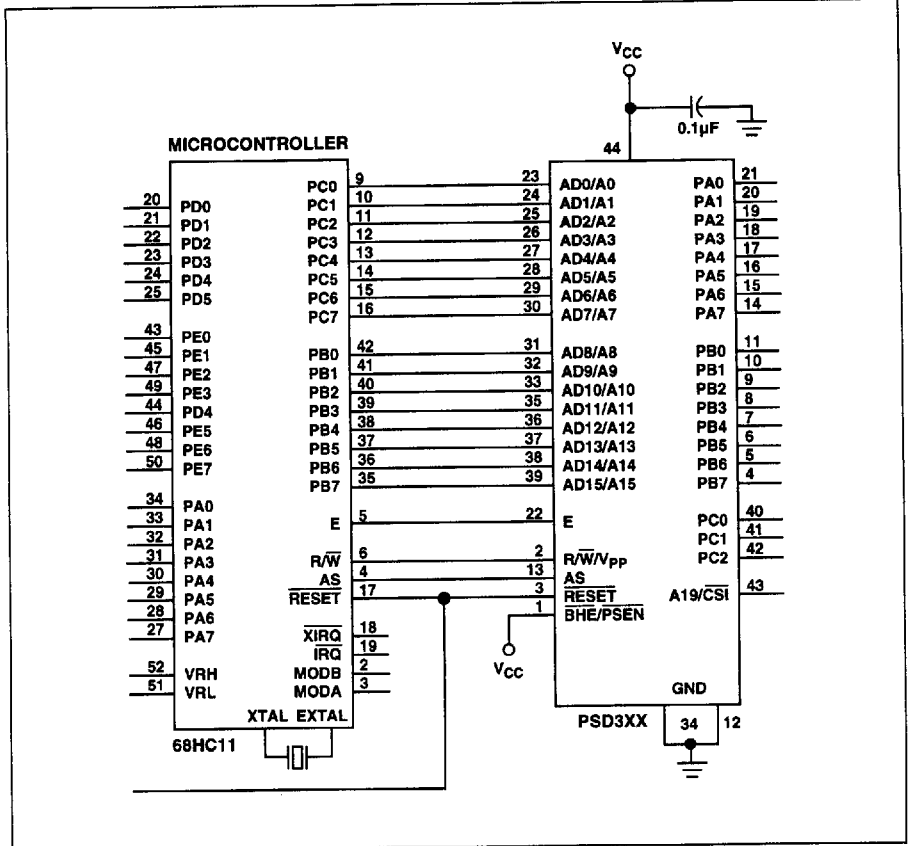 VCC
0.1µF
MICROCONTROLLER
44
PC0 9 23 AD0/A0 PA0 21
20 PD0 PC1 10 24 AD1/A1 PA1 20
21 PD1 PC2 11 25 AD2/A2 PA2 19
22 PD2 PC3 12 26 AD3/A3 PA3 18
23 PD3 PC4 13 27 AD4/A4 PA4 17
24 PD4 PC5 14 28 AD5/A5 PA5 16
25 PD5 PC6 15 29 AD6/A6 PA6 15
PC7 16 30 AD7/A7 PA7 14
43 PE0
45 PE1 PB0 42 31 AD8/A8 PB0 11
47 PE2 PB1 41 32 AD9/A9 PB1 10
49 PE3 PB2 40 33 AD10/A10 PB2 9
44 PD4 PB3 39 35 AD11/A11 PB3 8
46 PE5 PB4 38 36 AD12/A12 PB4 7
48 PE6 PB5 37 37 AD13/A13 PB5 6
50 PE7 PB6 36 38 AD14/A14 PB6 5
PB7 35 39 AD15/A15 PB7 4
34 PA0
33 PA1 E 5 22 E PC0 40
32 PA2 PC1 41
31 PA3 R/W 6 2 R/W/VPP PC2 42
30 PA4 AS 4 13 AS
29 PA5 RESET 17 3 RESET A19/CSI 43
28 PA6 1 BHE/PSEN
27 PA7 XIRQ 18
IRQ 19
52 VRH MODB 2 VCC
51 VRL MODA 3 GND
XTAL EXTAL
68HC11 PSD3XX 34 12